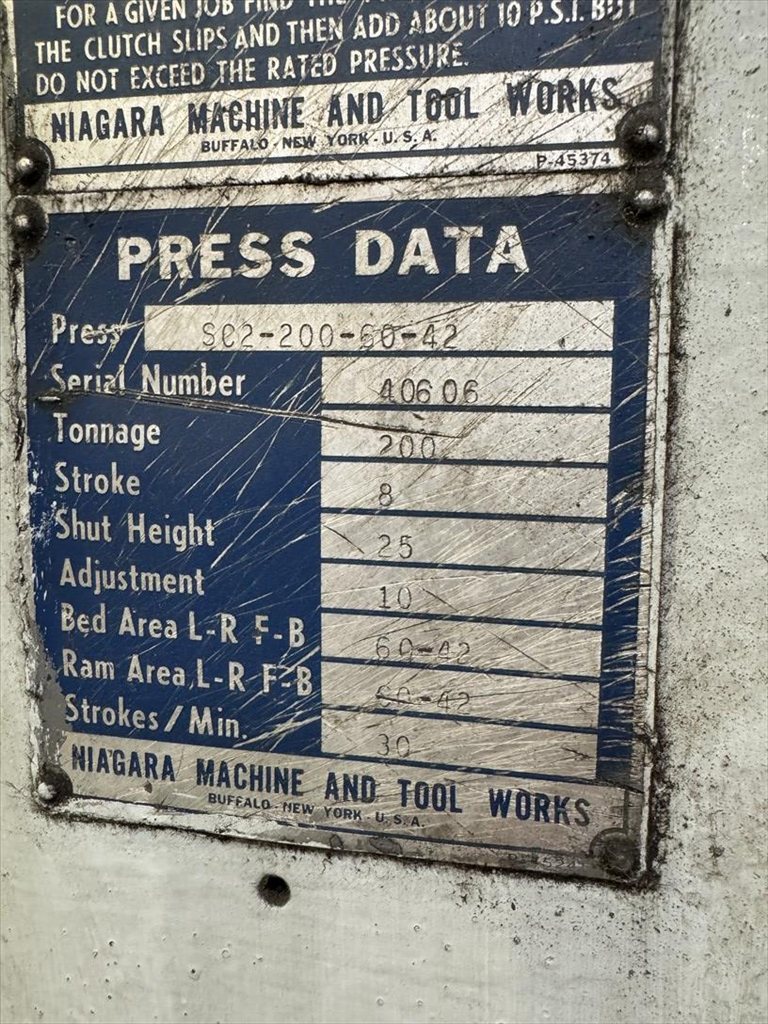 FOR A GIVEN JOB FIND THE
THE CLUTCH SLIPS AND THEN ADD ABOUT 10 P.S.I. BUT
DO NOT EXCEED THE RATED PRESSURE.
NIAGARA MACHINE AND TOOL WORKS
BUFFALO - NEW YORK - U.S.A.
P-45374
PRESS DATA
Press SC2-200-60-42
Serial Number 40606
Tonnage 200
Stroke 8
Shut Height 25
Adjustment 10
Bed Area L-R F-B 60-42
Ram Area, L-R F-B 60-42
Strokes/Min. 30
NIAGARA MACHINE AND TOOL WORKS
BUFFALO NEW YORK U.S.A.